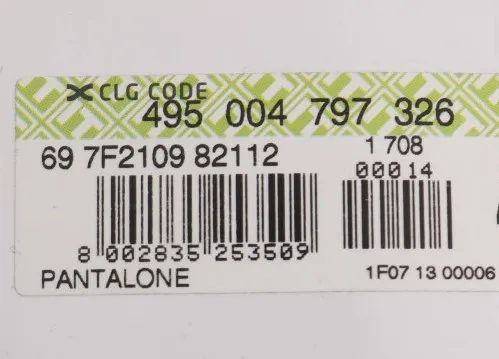 CLG CODE
495 004 797 326
69 7F2109 82112
1 708
00014
8 002835 253509
PANTALONE
1F07 13 00006